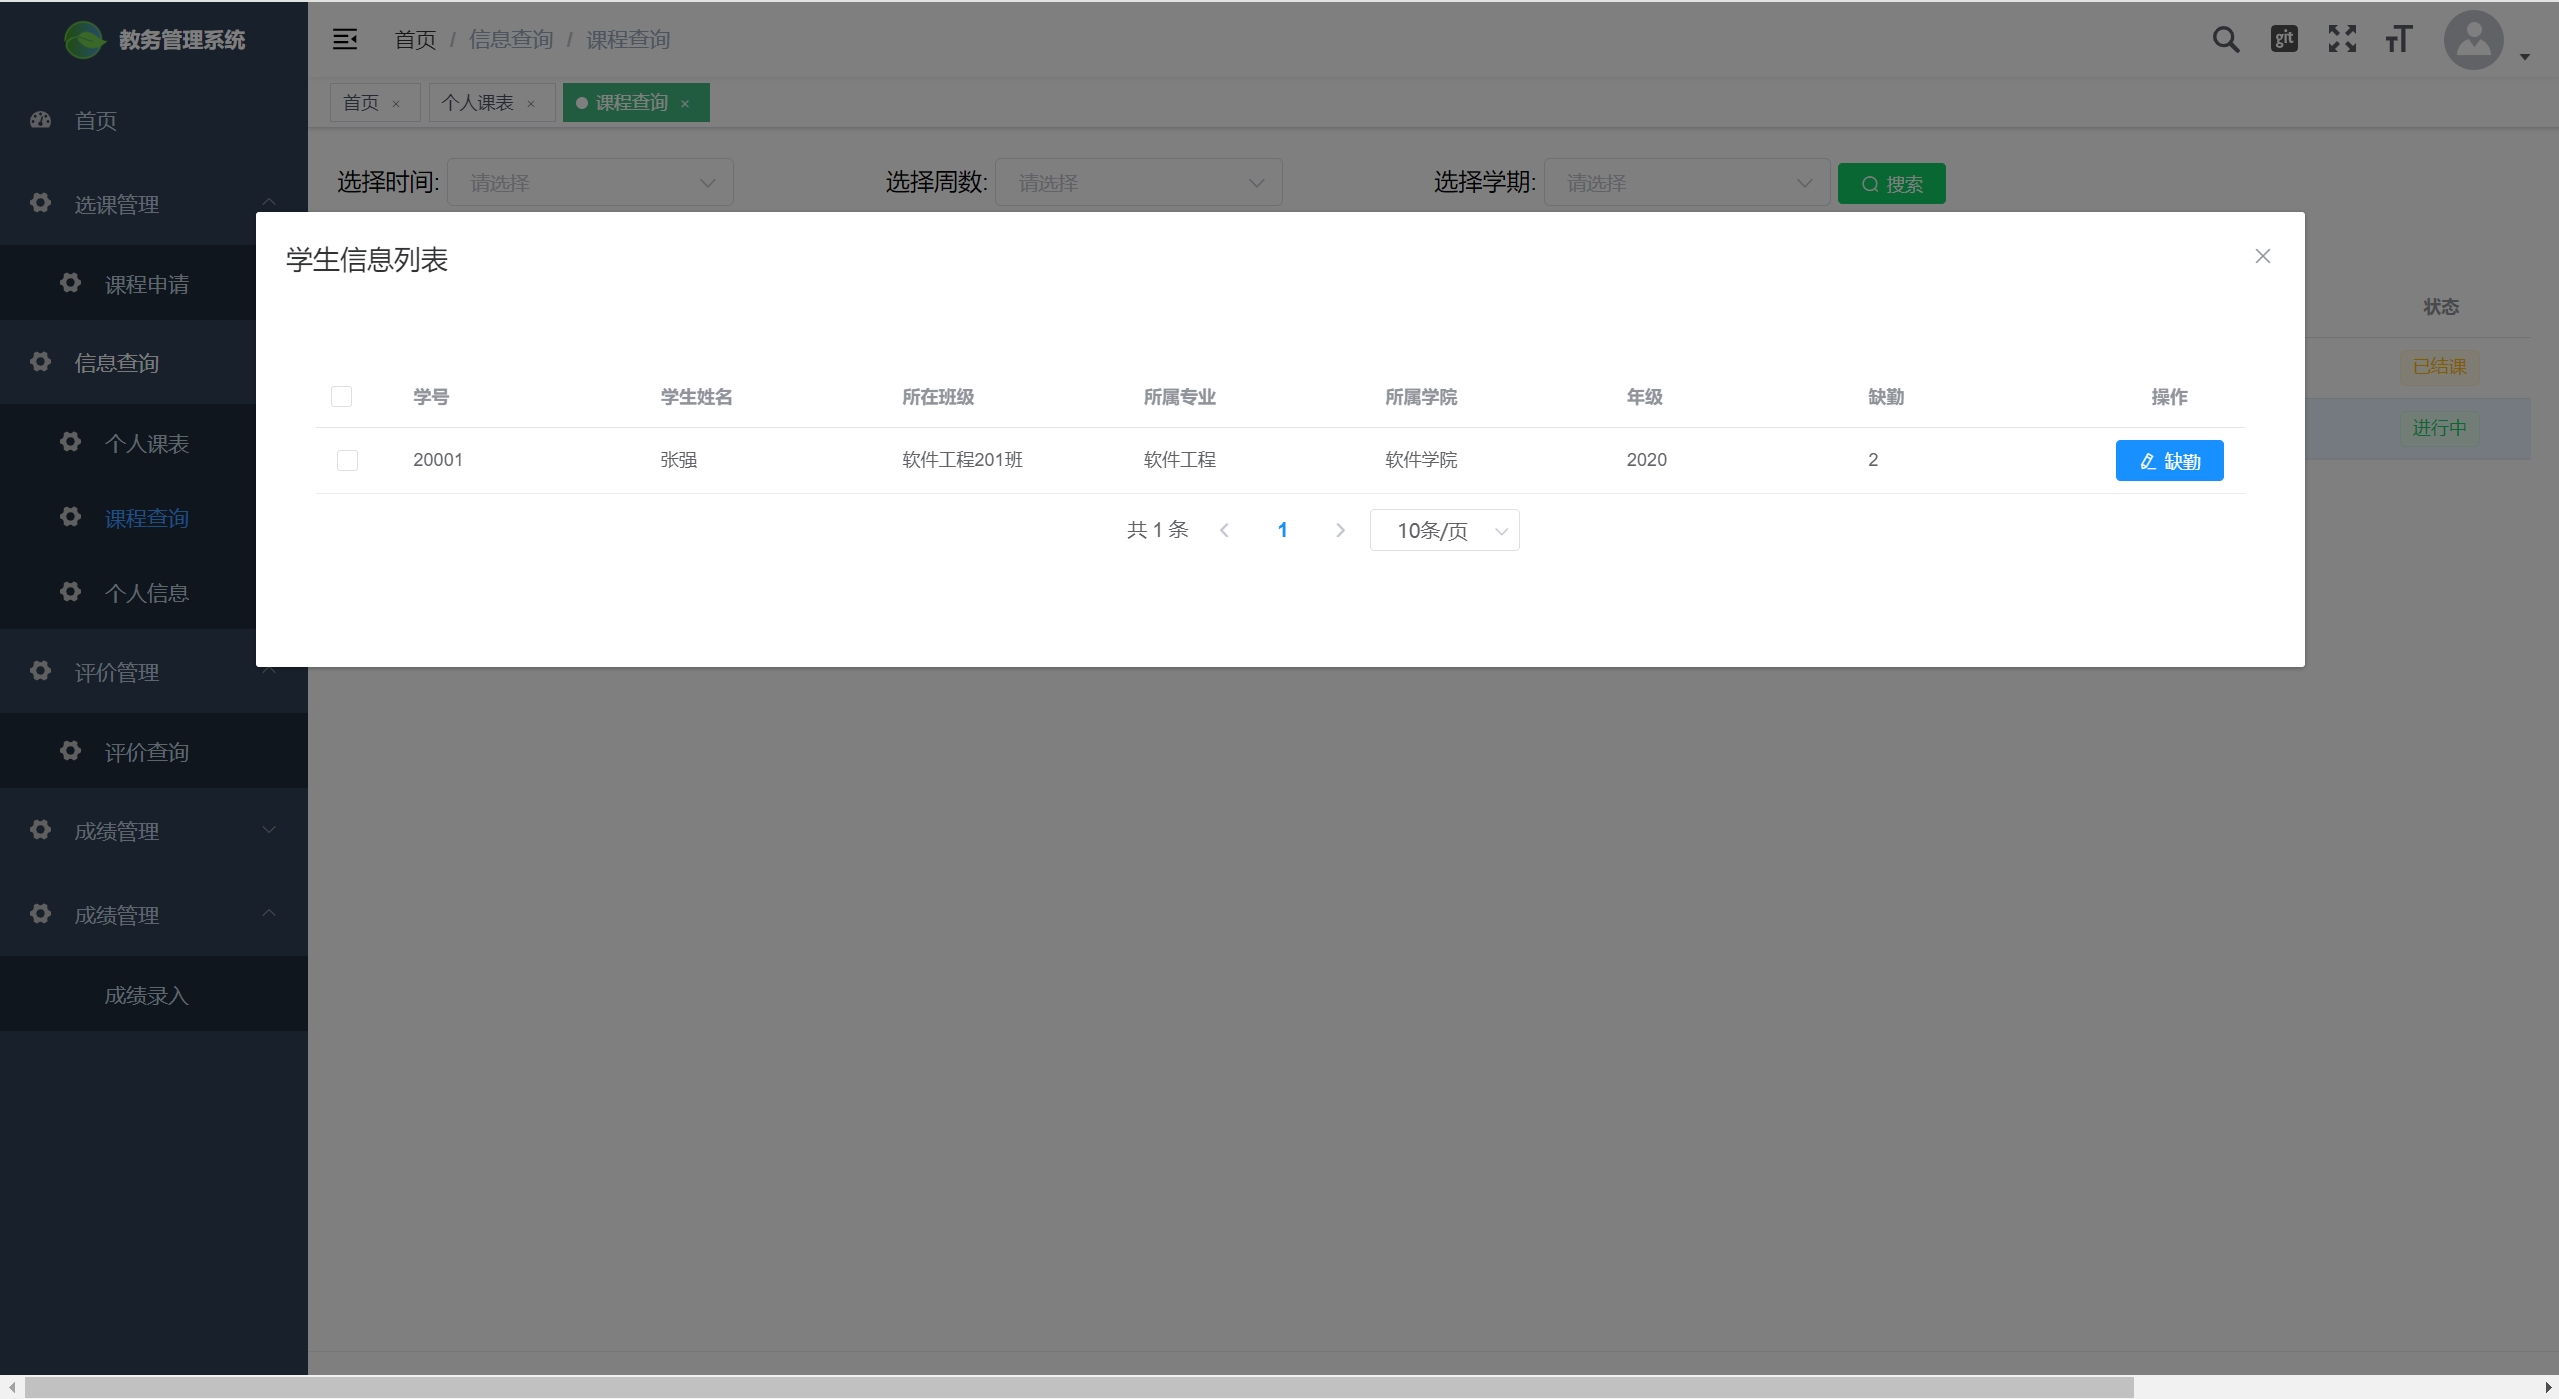 教务管理系统
首页 / 信息查询 / 课程查询
git
首页 × 个人课表 × 课程查询 ×
首页
选课管理
课程申请
信息查询
个人课表
课程查询
个人信息
评价管理
评价查询
成绩管理
成绩管理
成绩录入
选择时间: 请选择 选择周数: 请选择 选择学期: 请选择 搜索
状态
已结课
进行中
学生信息列表
学号 学生姓名 所在班级 所属专业 所属学院 年级 缺勤 操作
20001 张强 软件工程201班 软件工程 软件学院 2020 2 缺勤
共 1 条 1 10条/页